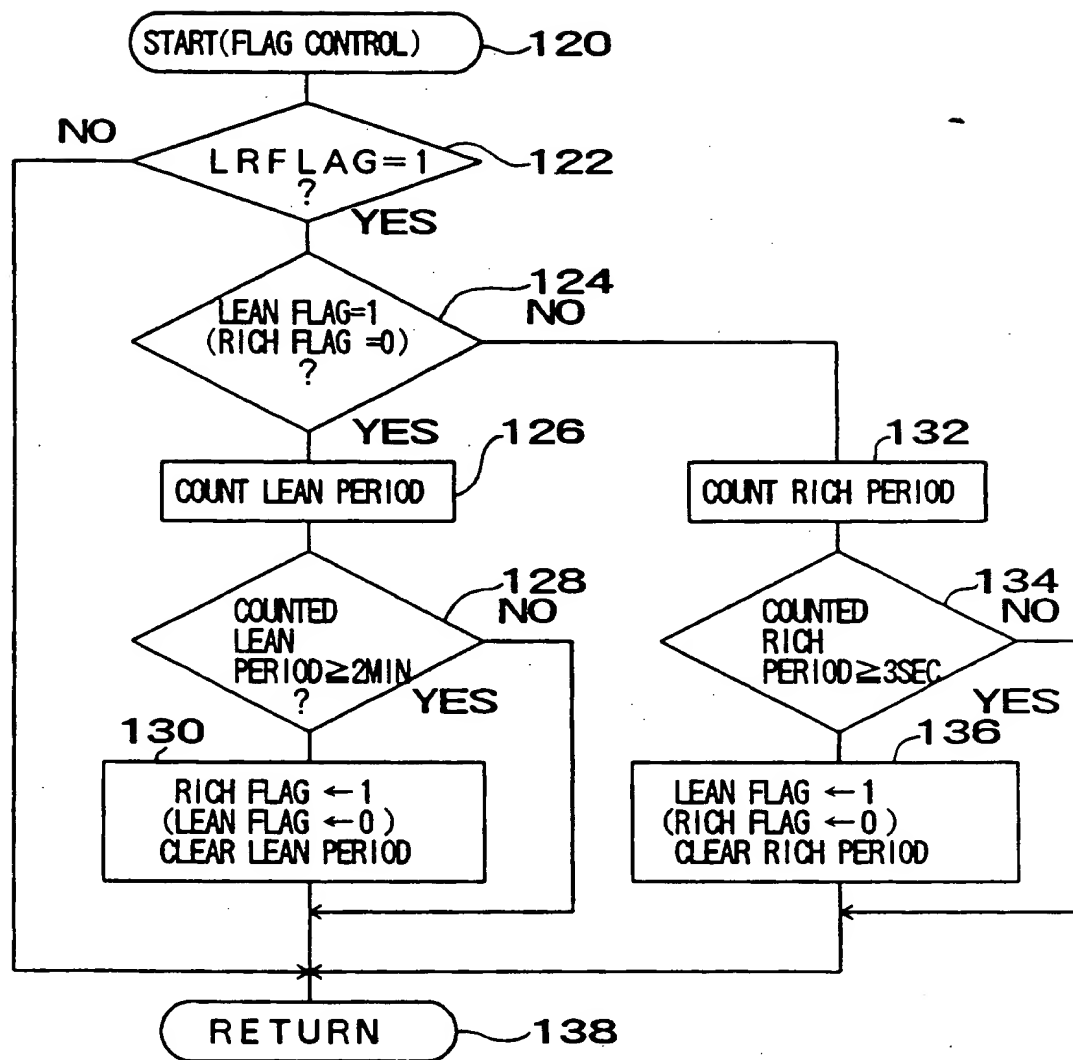 START(FLAG CONTROL)
120
NO
LRFLAG=1
?
122
YES
124
LEAN FLAG=1
(RICH FLAG =0)
?
NO
YES
126
132
COUNT LEAN PERIOD
COUNT RICH PERIOD
128
134
COUNTED
LEAN
PERIOD≧2MIN
?
NO
YES
COUNTED
RICH
PERIOD≧3SEC
NO
YES
130
136
RICH FLAG ←1
(LEAN FLAG ←0)
CLEAR LEAN PERIOD
LEAN FLAG ←1
(RICH FLAG ←0)
CLEAR RICH PERIOD
RETURN
138